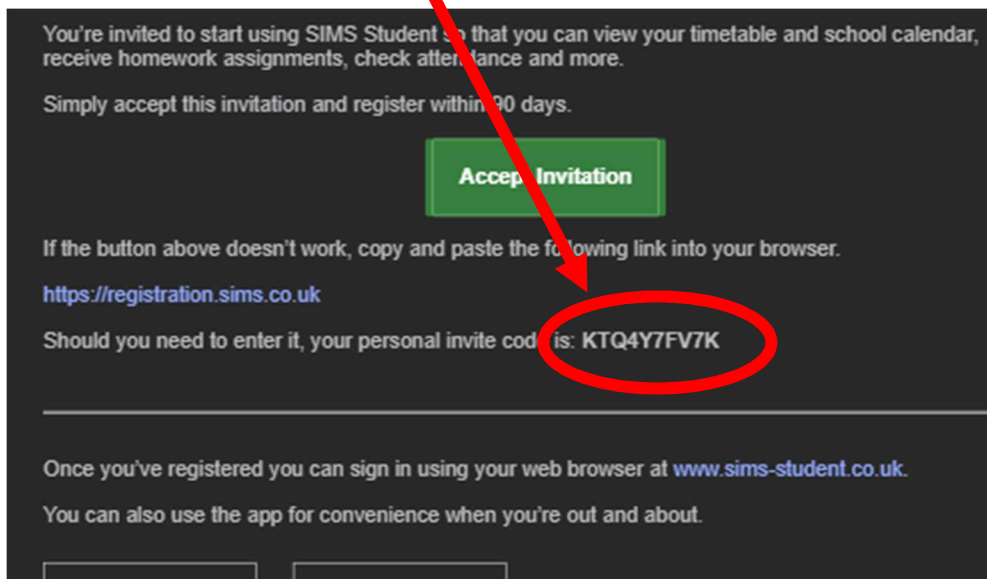 You're invited to start using SIMS Student so that you can view your timetable and school calendar,
receive homework assignments, check attendance and more.
Simply accept this invitation and register within 90 days.
Accept Invitation
If the button above doesn't work, copy and paste the following link into your browser.
https://registration.sims.co.uk
Should you need to enter it, your personal invite code is: KTQ4Y7FV7K
Once you've registered you can sign in using your web browser at www.sims-student.co.uk.
You can also use the app for convenience when you're out and about.